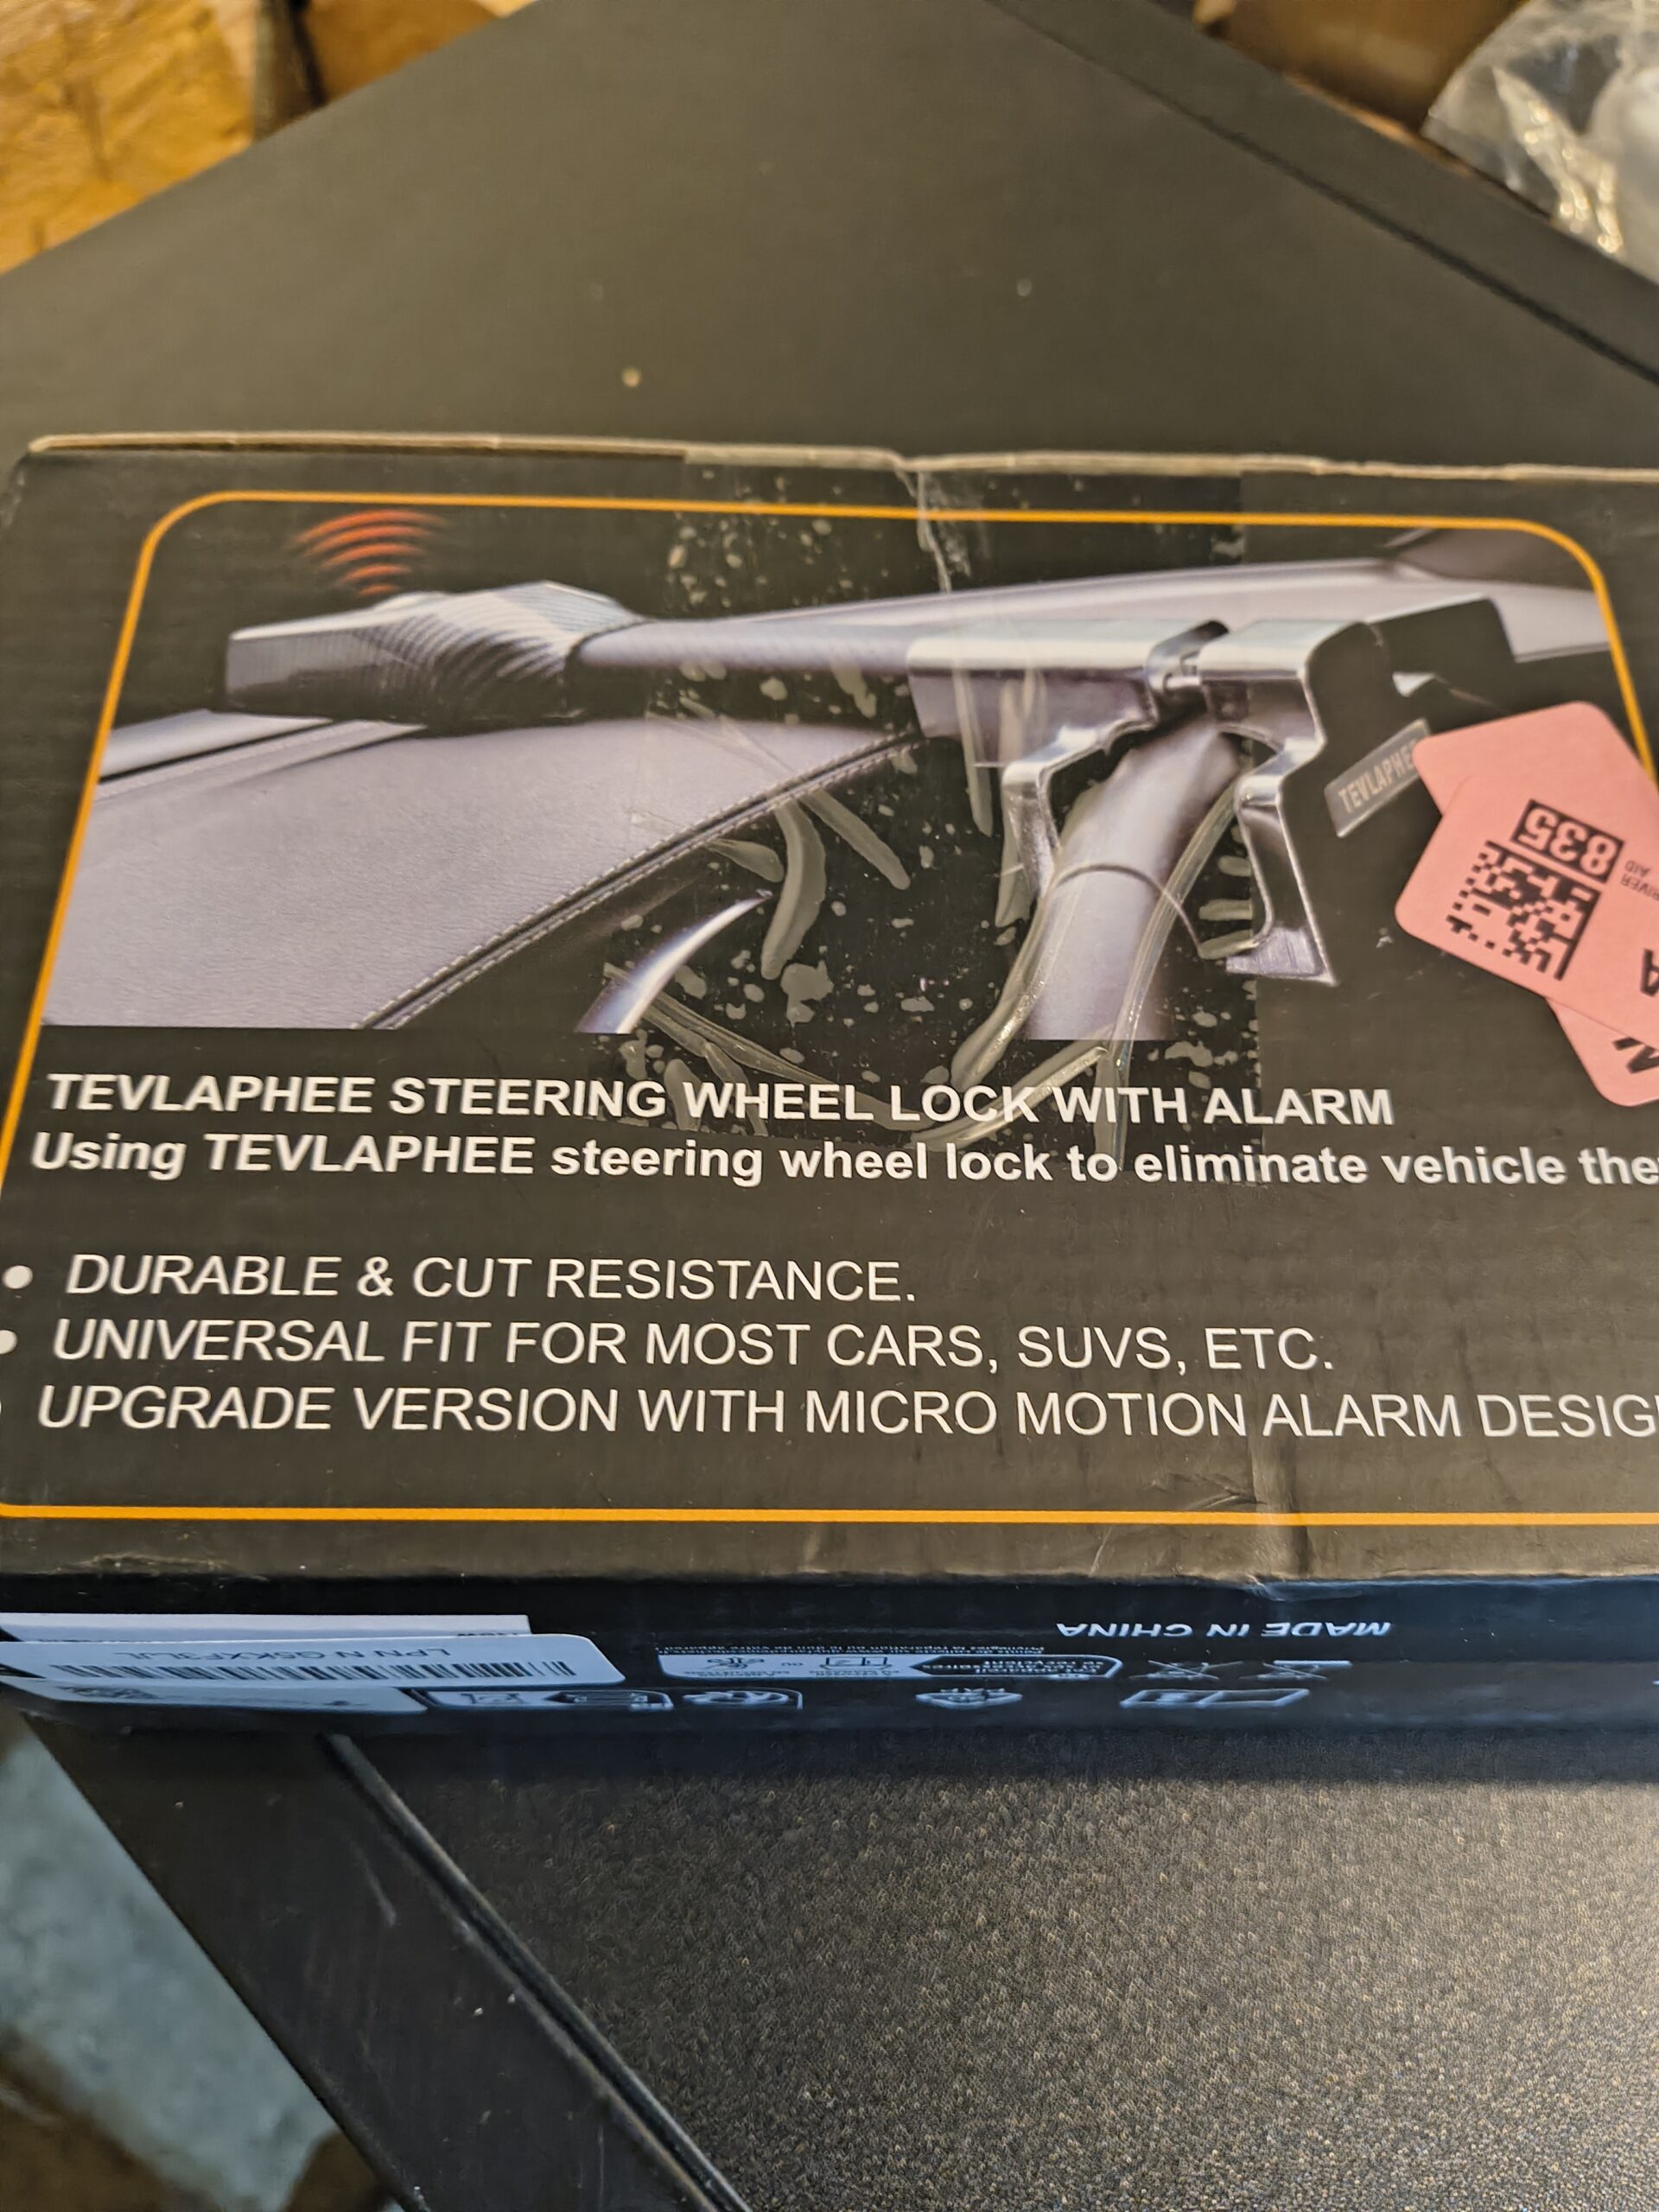 TEVLAPHEE
835
TEVLAPHEE STEERING WHEEL LOCK WITH ALARM
Using TEVLAPHEE steering wheel lock to eliminate vehicle the
• DURABLE & CUT RESISTANCE.
• UNIVERSAL FIT FOR MOST CARS, SUVS, ETC.
UPGRADE VERSION WITH MICRO MOTION ALARM DESIG
MADE IN CHINA